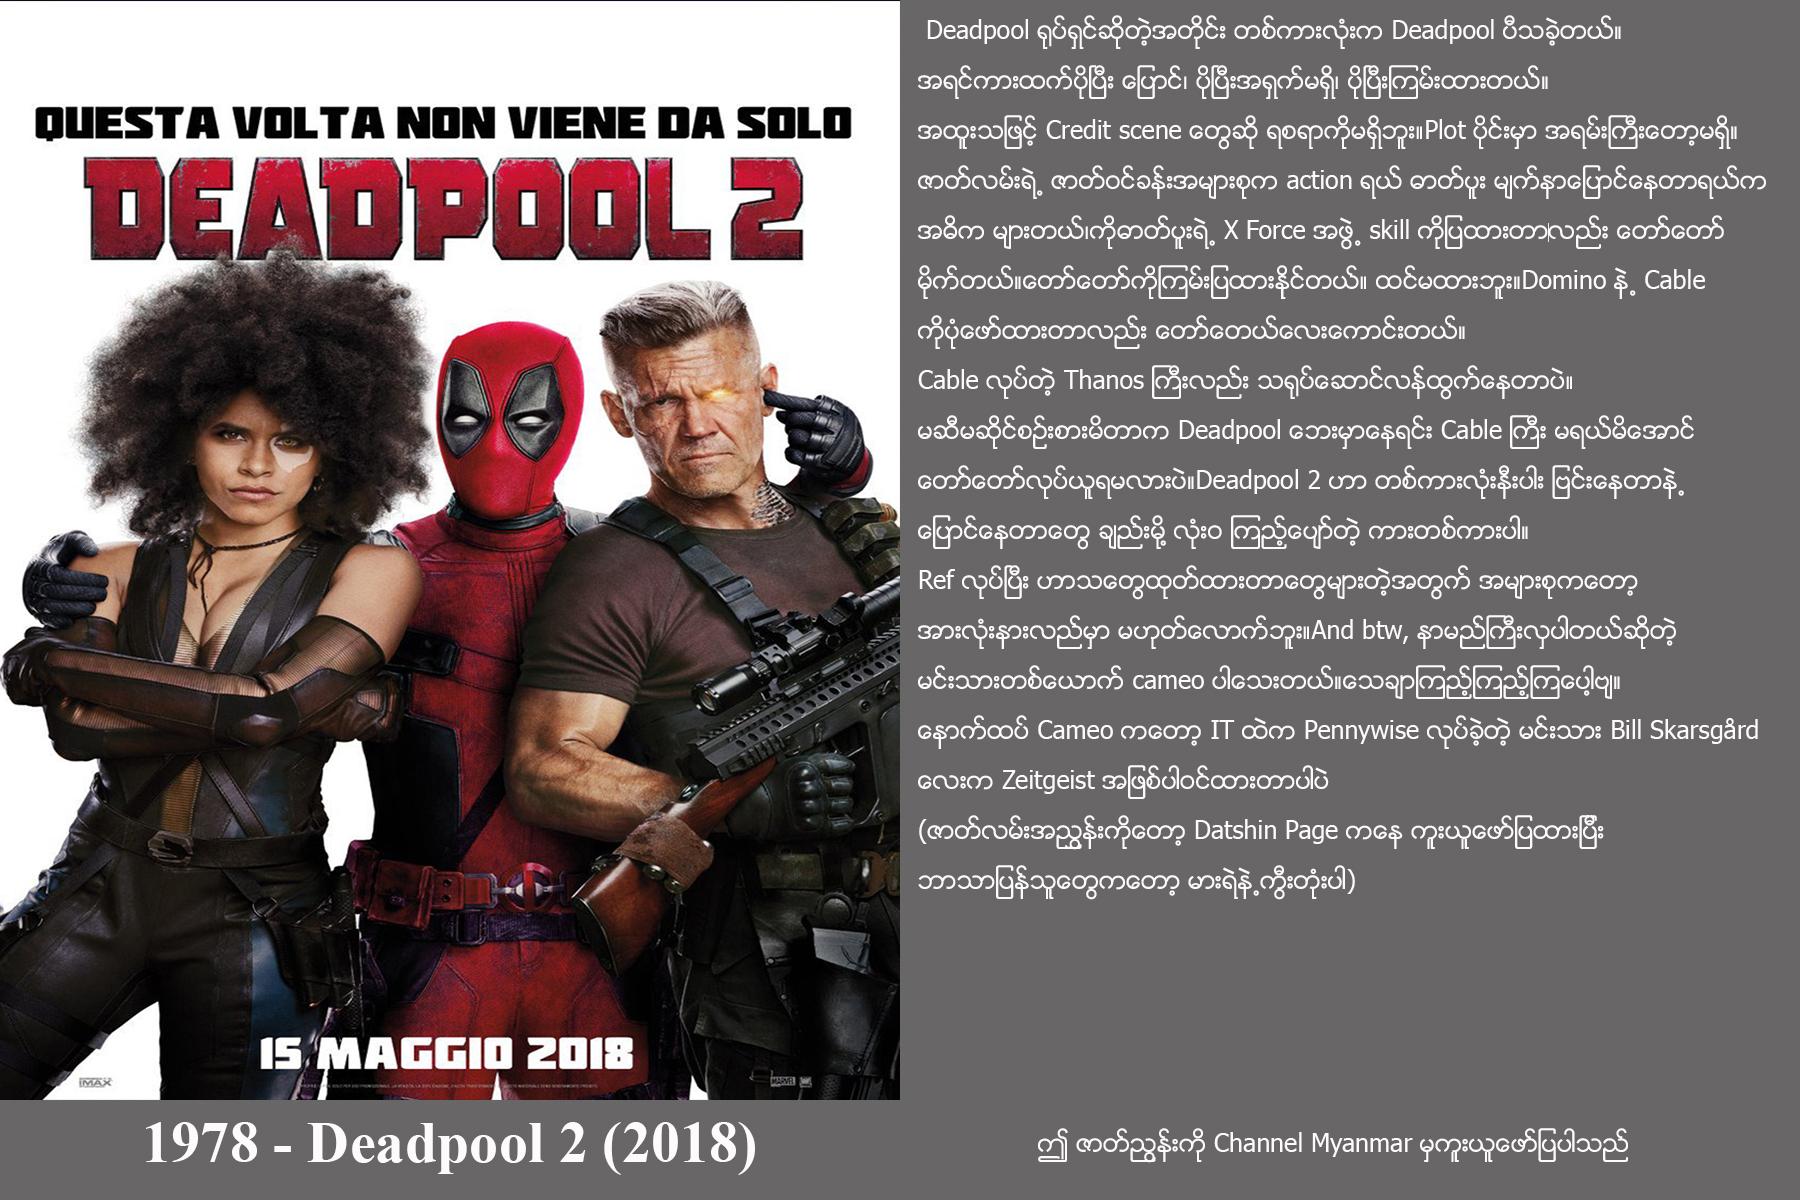 QUESTA VOLTA NON VIENE DA SOLO
DEADPOOL 2
15 MAGGIO 2018
IMAX
MARVEL
1978 - Deadpool 2 (2018)
Deadpool ရုပ်ရှင်ဆိုတဲ့အတိုင်း တစ်ကားလုံးက Deadpool ပီသခဲ့တယ်။
အရင်ကားထက်ပိုပြီး ပြောင်၊ ပိုပြီးအရှက်မရှိ၊ ပိုပြီးကြမ်းထားတယ်။
အထူးသဖြင့် Credit scene တွေဆို ရစရာကိုမရှိဘူး။Plot ပိုင်းမှာ အရမ်းကြီးတော့မရှိ။
ဇာတ်လမ်းရဲ့ ဇာတ်ဝင်ခန်းအများစုက action ရယ် ဓာတ်ပူး မျက်နာပြောင်နေတာရယ်က
အဓိက များတယ်၊ကိုဓာတ်ပူးရဲ့ X Force အဖွဲ့ skill ကိုပြထားတာလည်း တော်တော်
မိုက်တယ်။တော်တော်ကိုကြမ်းပြထားနိုင်တယ်။ ထင်မထားဘူး။Domino နဲ့ Cable
ကိုပုံဖော်ထားတာလည်း တော်တေယ်လေးကောင်းတယ်။
Cable လုပ်တဲ့ Thanos ကြီးလည်း သရုပ်ဆောင်လန်ထွက်နေတာပဲ။
မဆီမဆိုင်စဉ်းစားမိတာက Deadpool ဘေးမှာနေရင်း Cable ကြီး မရယ်မိအောင်
တော်တော်လုပ်ယူရမလားပဲ။Deadpool 2 ဟာ တစ်ကားလုံးနီးပါး ဗြင်းနေတာနဲ့
ပြောင်နေတာတွေ ချည်းမို့ လုံးဝ ကြည့်ပျော်တဲ့ ကားတစ်ကားပါ။
Ref လုပ်ပြီး ဟာသတွေထုတ်ထားတာတွေများတဲ့အတွက် အများစုကတော့
အားလုံးနားလည်မှာ မဟုတ်လောက်ဘူး။And btw, နာမည်ကြီးလှပါတယ်ဆိုတဲ့
မင်းသားတစ်ယောက် cameo ပါသေးတယ်။သေချာကြည့်ကြည့်ကြပေါ့ဗျ။
နောက်ထပ် Cameo ကတော့ IT ထဲက Pennywise လုပ်ခဲ့တဲ့ မင်းသား Bill Skarsgård
လေးက Zeitgeist အဖြစ်ပါဝင်ထားတာပါပဲ
(ဇာတ်လမ်းအညွှန်းကိုတော့ Datshin Page ကနေ ကူးယူဖော်ပြထားပြီး
ဘာသာပြန်သူတွေကတော့ မားရဲနဲ့ကွီးတုံးပါ)
ဤ ဇာတ်ညွှန်းကို Channel Myanmar မှကူးယူဖော်ပြပါသည်